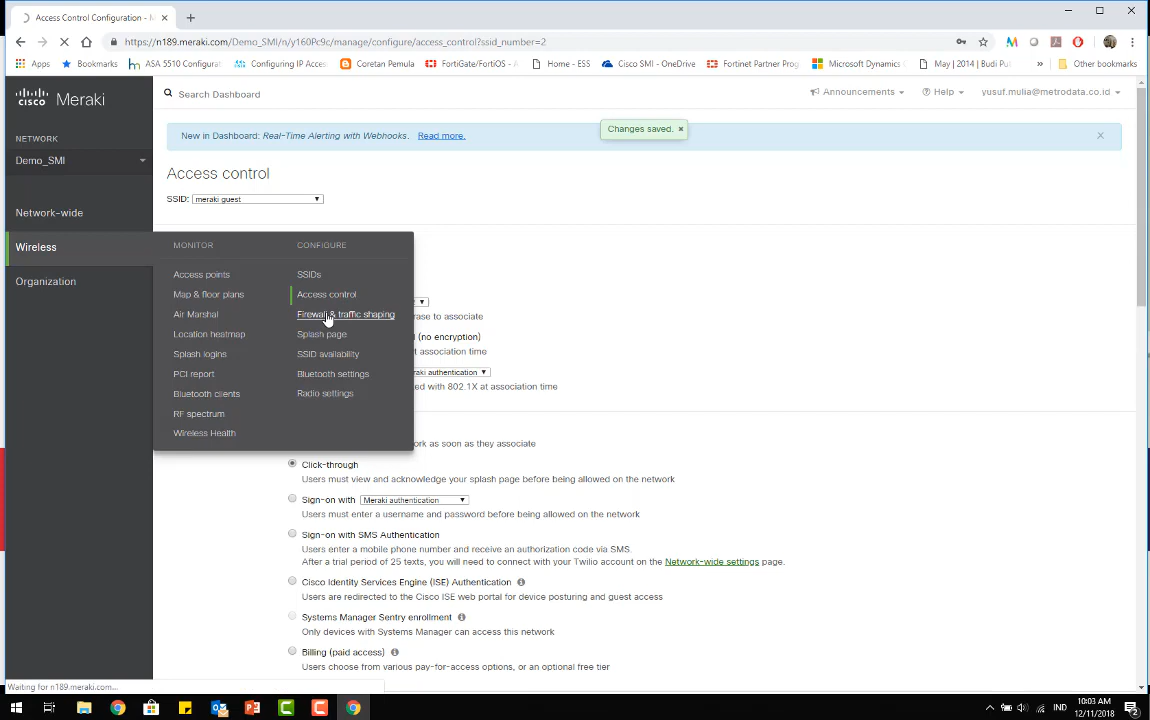 Access Control Configuration - M
https://n189.meraki.com/Demo_SMI/n/y160Pc9c/manage/configure/access_control?ssid_number=2
Apps
Bookmarks
ASA 5510 Configurat
Configuring IP Acces
Coretan Pemula
FortiGate/FortiOS - A
Home - ESS
Cisco SMI - OneDrive
Fortinet Partner Prog
Microsoft Dynamics
May | 2014 | Budi Put
Other bookmarks
cisco Meraki
Search Dashboard
Announcements
Help
yusuf.mulia@metrodata.co.id
NETWORK
Demo_SMI
Network-wide
Wireless
Organization
New in Dashboard: Real-Time Alerting with Webhooks. Read more.
Changes saved.
Access control
SSID: meraki guest
MONITOR
Access points
Map & floor plans
Air Marshal
Location heatmap
Splash logins
PCI report
Bluetooth clients
RF spectrum
Wireless Health
CONFIGURE
SSIDs
Access control
Firewall & traffic shaping
Splash page
SSID availability
Bluetooth settings
Radio settings
rase to associate
(no encryption)
t association time
raki authentication
ted with 802.1X at association time
work as soon as they associate
Click-through
Users must view and acknowledge your splash page before being allowed on the network
Sign-on with Meraki authentication
Users must enter a username and password before being allowed on the network
Sign-on with SMS Authentication
Users enter a mobile phone number and receive an authorization code via SMS.
After a trial period of 25 texts, you will need to connect with your Twilio account on the Network-wide settings page.
Cisco Identity Services Engine (ISE) Authentication
Users are redirected to the Cisco ISE web portal for device posturing and guest access
Systems Manager Sentry enrollment
Only devices with Systems Manager can access this network
Billing (paid access)
Users choose from various pay-for-access options, or an optional free tier
Waiting for n189.meraki.com...
IND
10:03 AM
12/11/2018
2